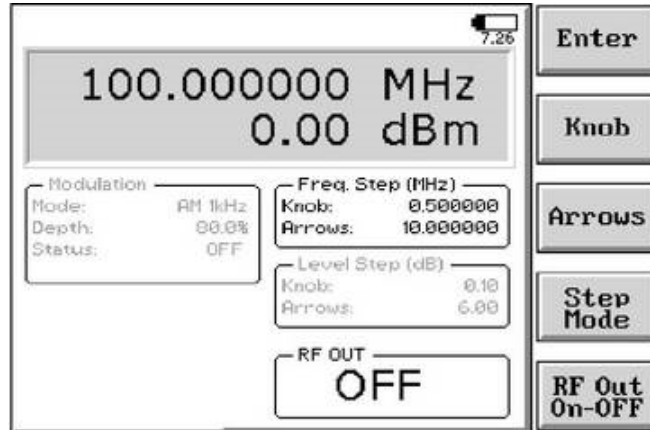 7.26
100.000000 MHz
0.00 dBm
Modulation
Mode: AM 1kHz
Depth: 80.0%
Status: OFF
Freq. Step (MHz)
Knob: 0.500000
Arrows: 10.000000
Level Step (dB)
Knob: 0.10
Arrows: 6.00
RF OUT
OFF
Enter
Knob
Arrows
Step
Mode
RF Out
On-OFF